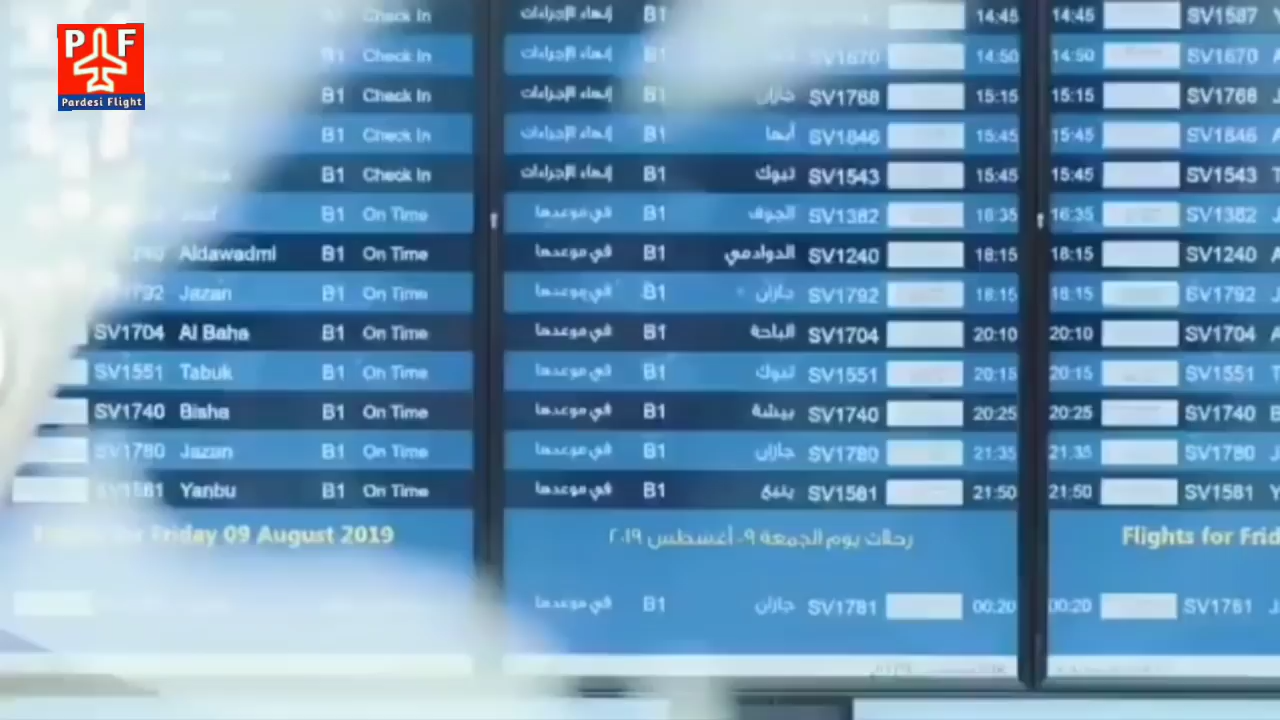 P F
Pardesi Flight
Check In إنهاء الإجراءات B1 14:45 14:45 SV1587
Check In إنهاء الإجراءات SV1670 14:50 14:50 SV1670
B1 Check In إنهاء الإجراءات B1 جازان SV1768 15:15 15:15 SV1768
B1 Check In إنهاء الإجراءات B1 أبها SV1846 15:45 15:45 SV1846
B1 Check In إنهاء الإجراءات B1 تبوك SV1543 15:45 15:45 SV1543
B1 On Time في موعدها B1 الجوف SV1382 16:35 16:35 SV1382
Aldawadmi B1 On Time في موعدها B1 الدوادمي SV1240 18:15 18:15 SV1240
Jazan B1 On Time في موعدها B1 جازان SV1792 18:15 18:15 SV1792
SV1704 Al Baha B1 On Time في موعدها B1 الباحة SV1704 20:10 20:10 SV1704
SV1551 Tabuk B1 On Time في موعدها B1 تبوك SV1551 20:15 20:15 SV1551
SV1740 Bisha B1 On Time في موعدها B1 بيشة SV1740 20:25 20:25 SV1740
SV1780 Jazan B1 On Time في موعدها B1 جازان SV1780 21:35 21:35 SV1780
SV1581 Yanbu B1 On Time في موعدها B1 ينبع SV1581 21:50 21:50 SV1581
Friday 09 August 2019 رحلات يوم الجمعة ٠٩ أغسطس ٢٠١٩ Flights for Frid
في موعدها B1 جازان SV1781 00:20 00:20 SV1781